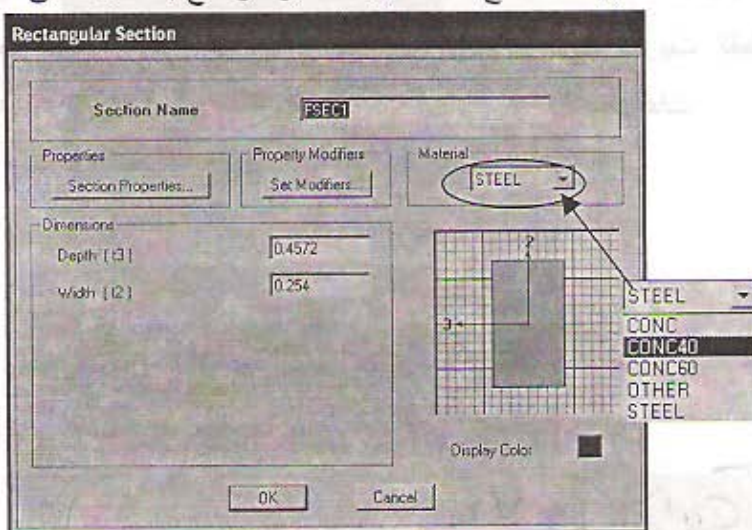 Rectangular Section
Section Name
FSEC1
Properties
Section Properties...
Property Modifiers
Set Modifiers...
Material
STEEL
Dimensions
Depth ( t3 )
0.4572
Width ( t2 )
0.254
2
3
Display Color
OK
Cancel
STEEL
CONC
CONC40
CONC60
OTHER
STEEL